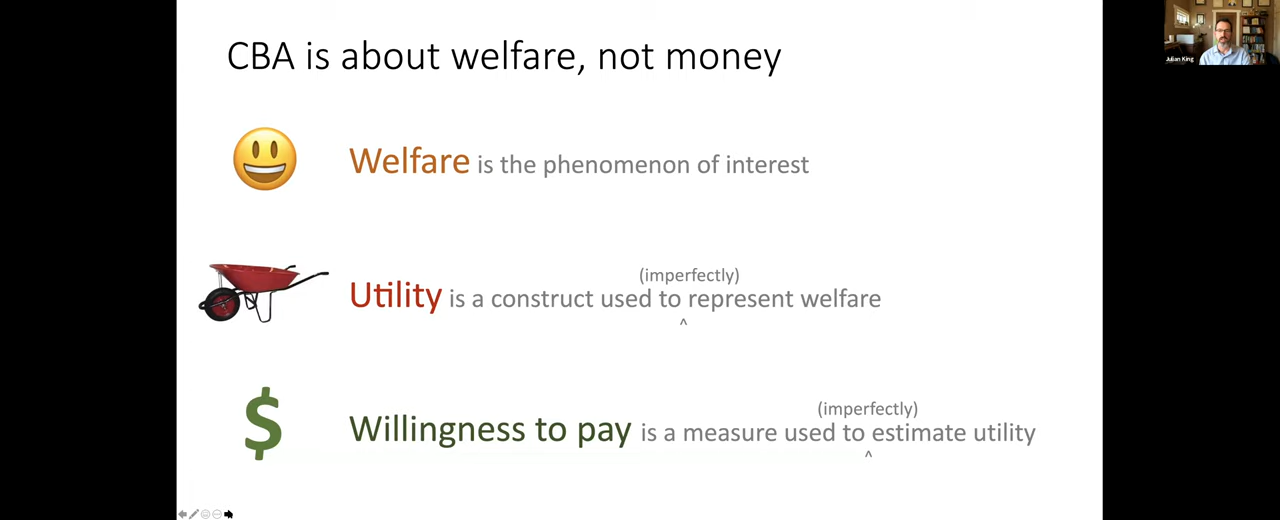 CBA is about welfare, not money
Julian King
Welfare is the phenomenon of interest
(imperfectly)
Utility is a construct used to represent welfare
^
$
(imperfectly)
Willingness to pay is a measure used to estimate utility
^